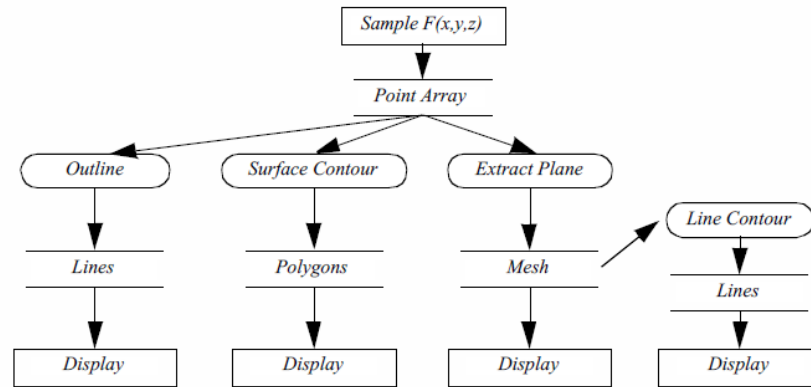 Sample F(x,y,z)
Point Array
Outline
Surface Contour
Extract Plane
Line Contour
Lines
Polygons
Mesh
Lines
Display
Display
Display
Display